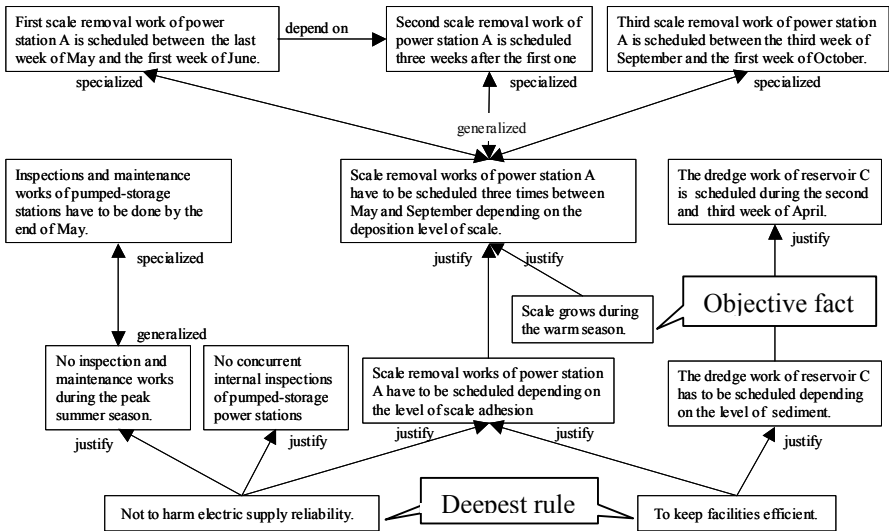 First scale removal work of power
station A is scheduled between the last
week of May and the first week of June.
depend on
Second scale removal work of
power station A is scheduled
three weeks after the first one
Third scale removal work of power station
A is scheduled between the third week of
September and the first week of October.
specialized
specialized
specialized
generalized
Inspections and maintenance
works of pumped-storage
stations have to be done by the
end of May.
Scale removal works of power station A
have to be scheduled three times between
May and September depending on the
deposition level of scale.
The dredge work of reservoir C
is scheduled during the second
and third week of April.
specialized
justify
justify
justify
Scale grows during
the warm season.
Objective fact
generalized
No inspection and
maintenance works
during the peak
summer season.
No concurrent
internal inspections
of pumped-storage
power stations
Scale removal works of power station
A have to be scheduled depending on
the level of scale adhesion
The dredge work of reservoir C
has to be scheduled depending
on the level of sediment.
justify
justify
justify
justify
justify
Not to harm electric supply reliability.
Deepest rule
To keep facilities efficient.